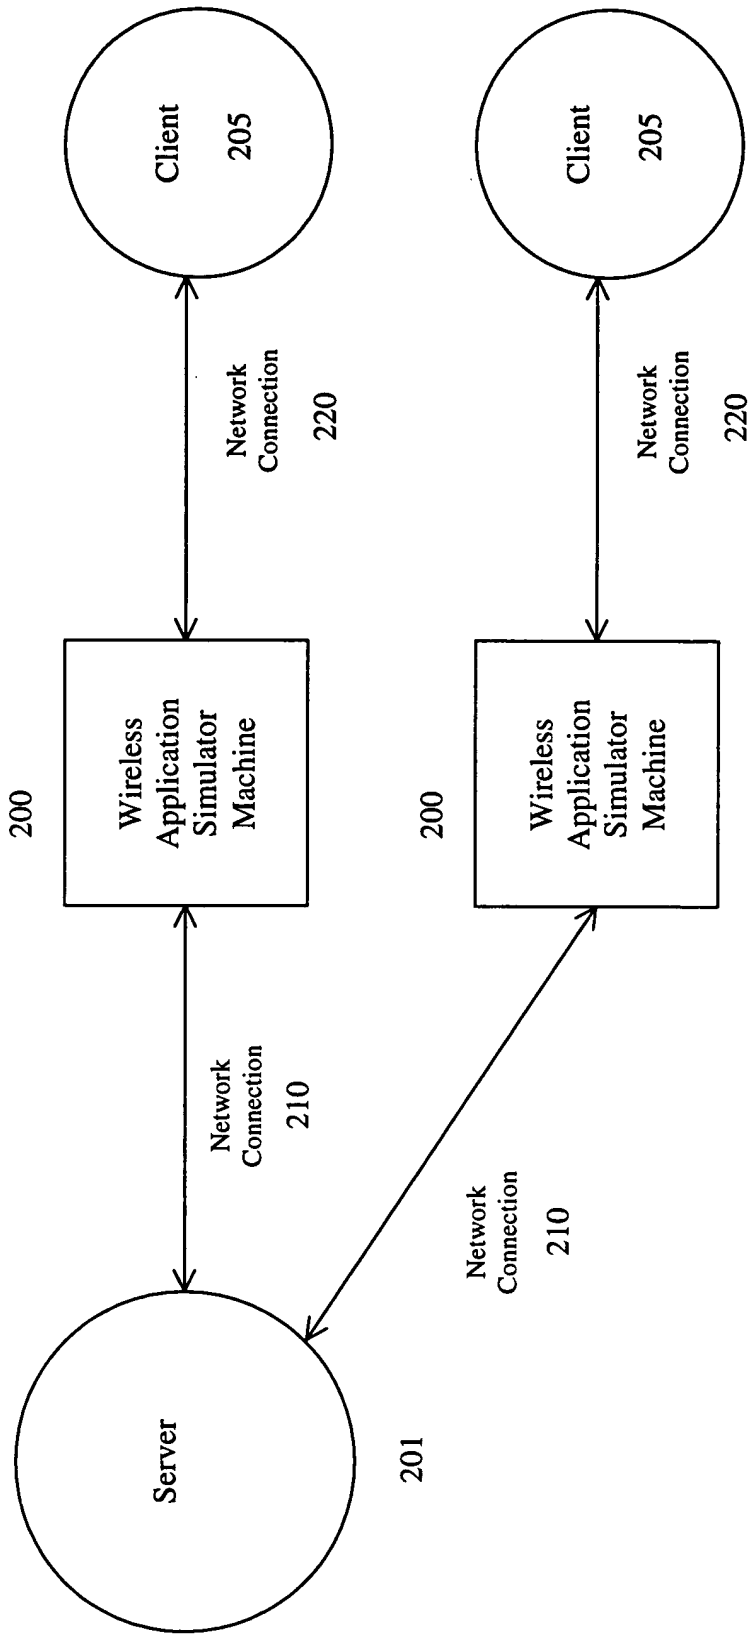 Server
201
Network
Connection
210
200
Wireless
Application
Simulator
Machine
Network
Connection
220
Client
205
Network
Connection
210
200
Wireless
Application
Simulator
Machine
Network
Connection
220
Client
205